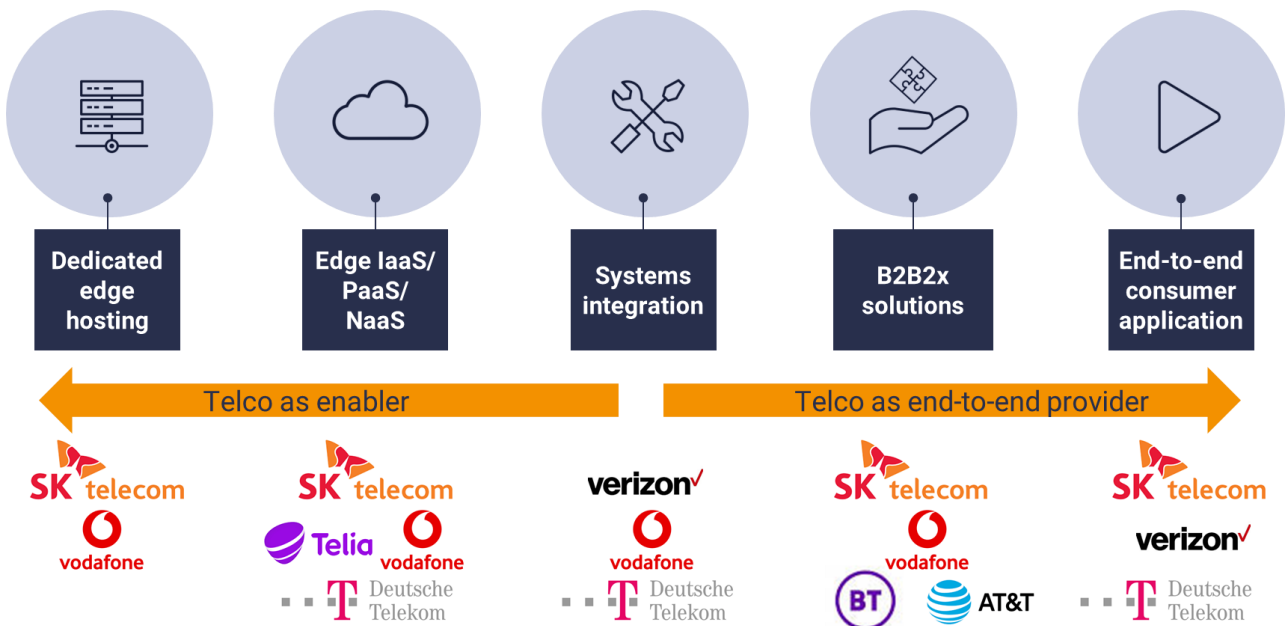 Dedicated
edge
hosting
Edge IaaS/
PaaS/
NaaS
Systems
integration
B2B2x
solutions
End-to-end
consumer
application
Telco as enabler
Telco as end-to-end provider
SK telecom
vodafone
SK telecom
Telia
vodafone
T Deutsche
Telekom
verizon
vodafone
T Deutsche
Telekom
SK telecom
vodafone
BT
AT&T
SK telecom
verizon
T Deutsche
Telekom